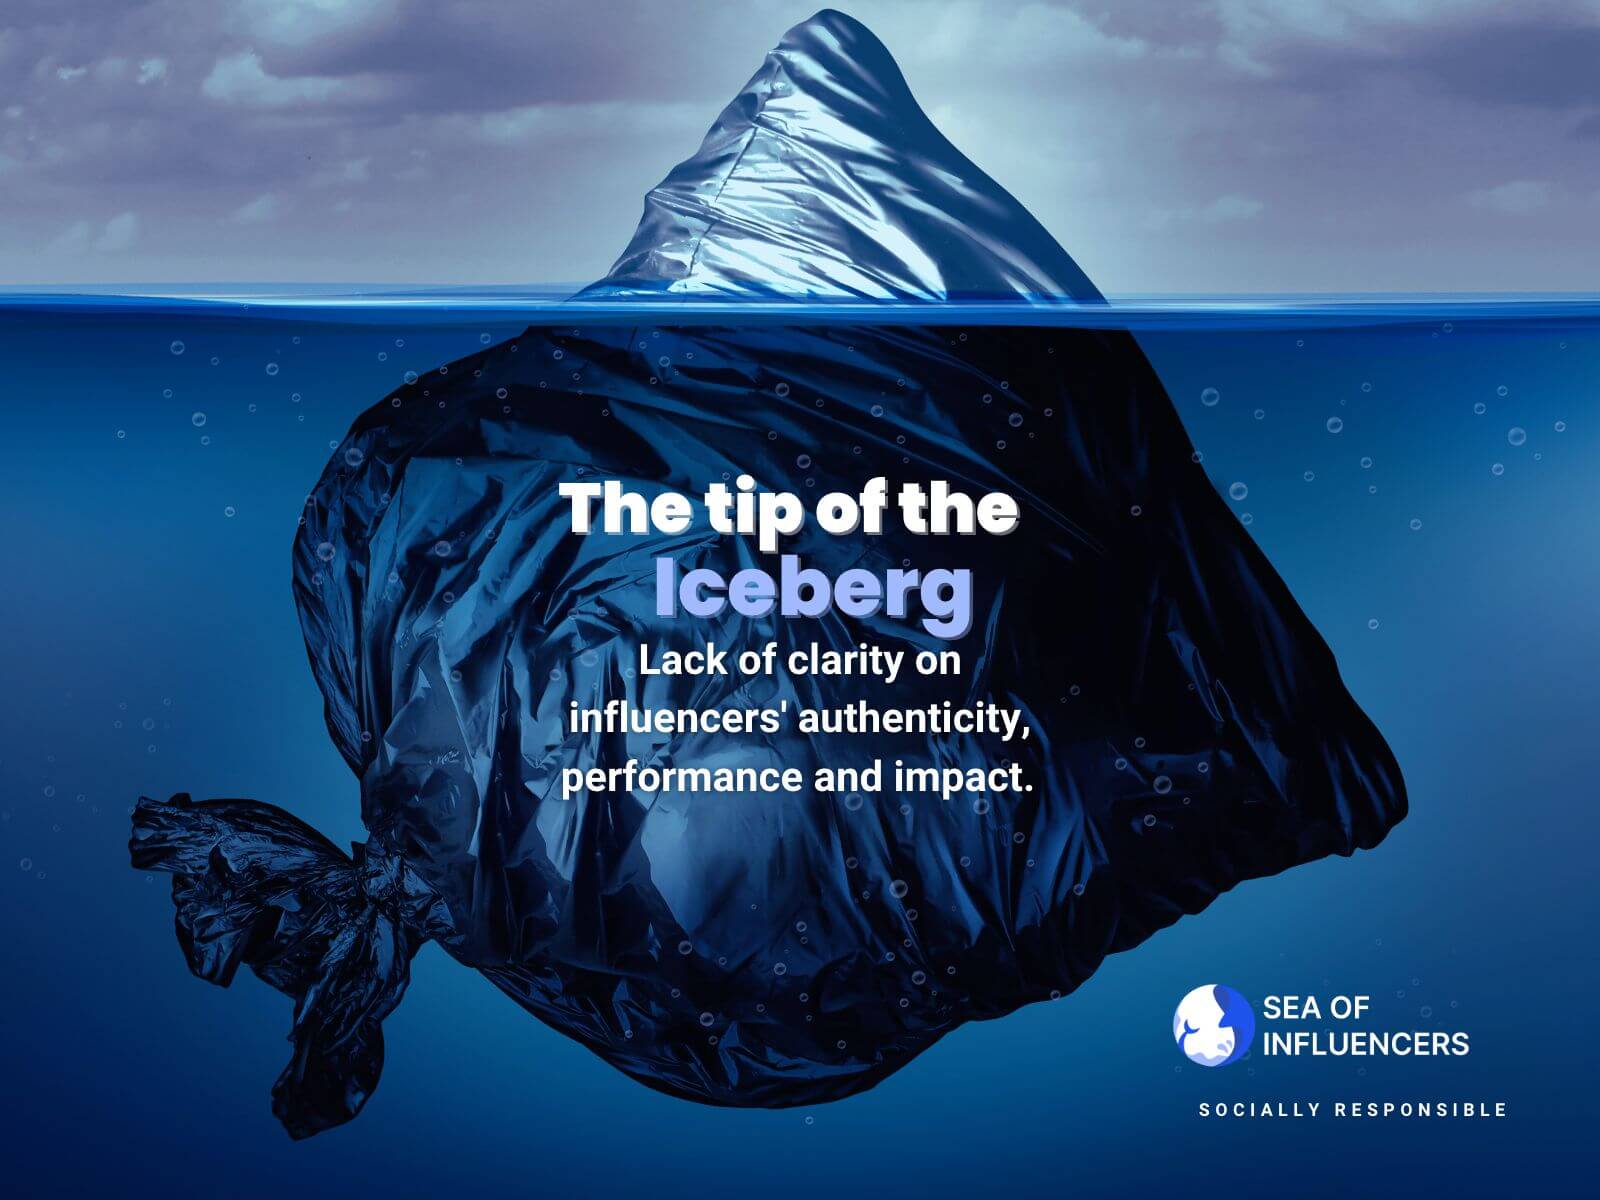 The tip of the
Iceberg
Lack of clarity on
influencers' authenticity,
performance and impact.
SEA OF
INFLUENCERS
SOCIALLY RESPONSIBLE